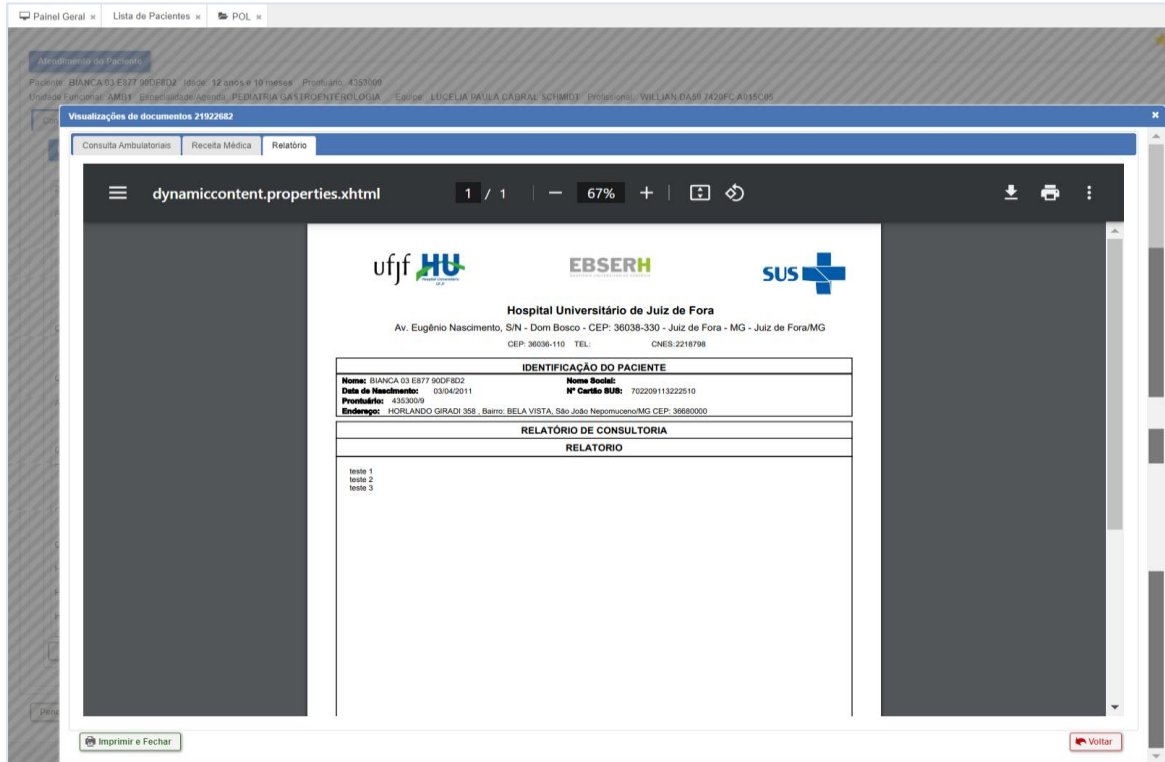 Painel Geral × Lista de Pacientes × POL ×
Atendimento do Paciente
Paciente: BIANCA 03 E877 90DF8D2 Idade: 12 anos e 10 meses Prontuário: 4353009
Unidade Funcional: AMB1 Especialidade/Agenda: PEDIATRIA GASTROENTEROLOGIA Equipe: LUCELIA PAULA CABRAL SCHMIDT Profissional: WILLIAN DA50 7420FC A015C05
Visualizações de documentos 21922682 ×
Consulta Ambulatoriais Receita Médica Relatório
dynamiccontent.properties.xhtml 1 / 1 | − 67% + |
ufjf HU EBSERH SUS
Hospital Universitário de Juiz de Fora
Av. Eugênio Nascimento, S/N - Dom Bosco - CEP: 36038-330 - Juiz de Fora - MG - Juiz de Fora/MG
CEP: 36036-110 TEL: CNES:2218798
IDENTIFICAÇÃO DO PACIENTE
Nome: BIANCA 03 E877 90DF8D2 Nome Social:
Data de Nascimento: 03/04/2011 Nº Cartão SUS: 702209113222510
Prontuário: 435300/9
Endereço: HORLANDO GIRADI 358 , Bairro: BELA VISTA, São João Nepomuceno/MG CEP: 36680000
RELATÓRIO DE CONSULTORIA
RELATORIO
teste 1
teste 2
teste 3
Imprimir e Fechar Voltar